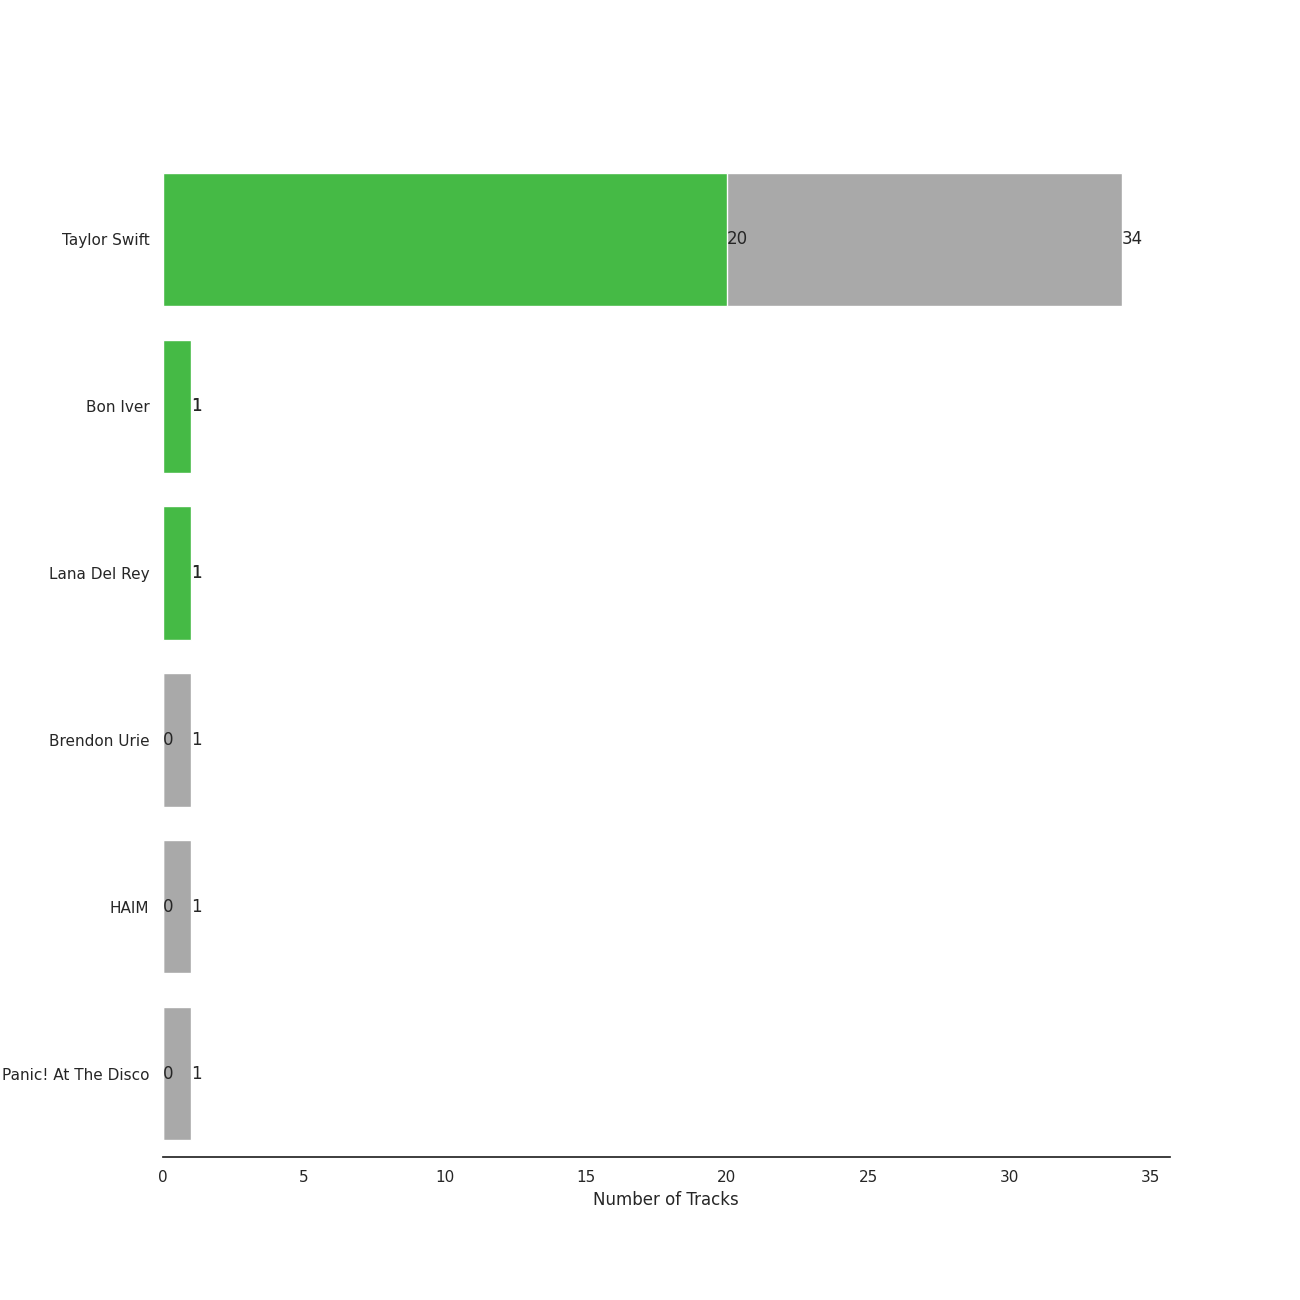 Taylor Swift 20 34
Bon Iver 1
Lana Del Rey 1
Brendon Urie 0 1
HAIM 0 1
Panic! At The Disco 0 1
0 5 10 15 20 25 30 35
Number of Tracks